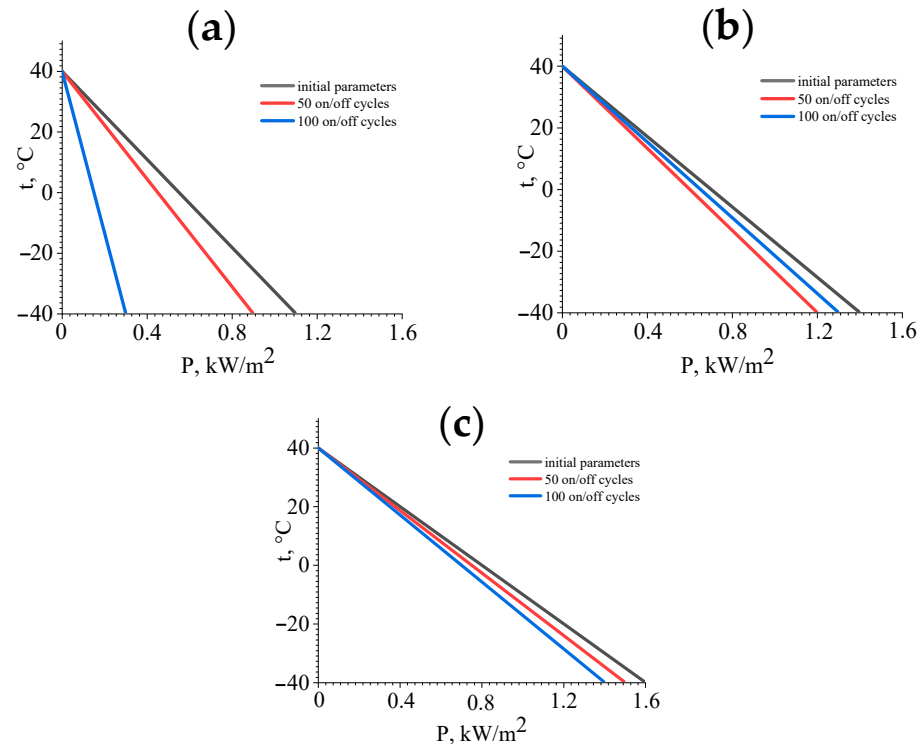 (a)
t, °C
40
20
0
−20
−40
0
0.4
0.8
1.2
1.6
P, kW/m²
initial parameters
50 on/off cycles
100 on/off cycles
(b)
t, °C
40
20
0
−20
−40
0
0.4
0.8
1.2
1.6
P, kW/m²
initial parameters
50 on/off cycles
100 on/off cycles
(c)
t, °C
40
20
0
−20
−40
0
0.4
0.8
1.2
1.6
P, kW/m²
initial parameters
50 on/off cycles
100 on/off cycles